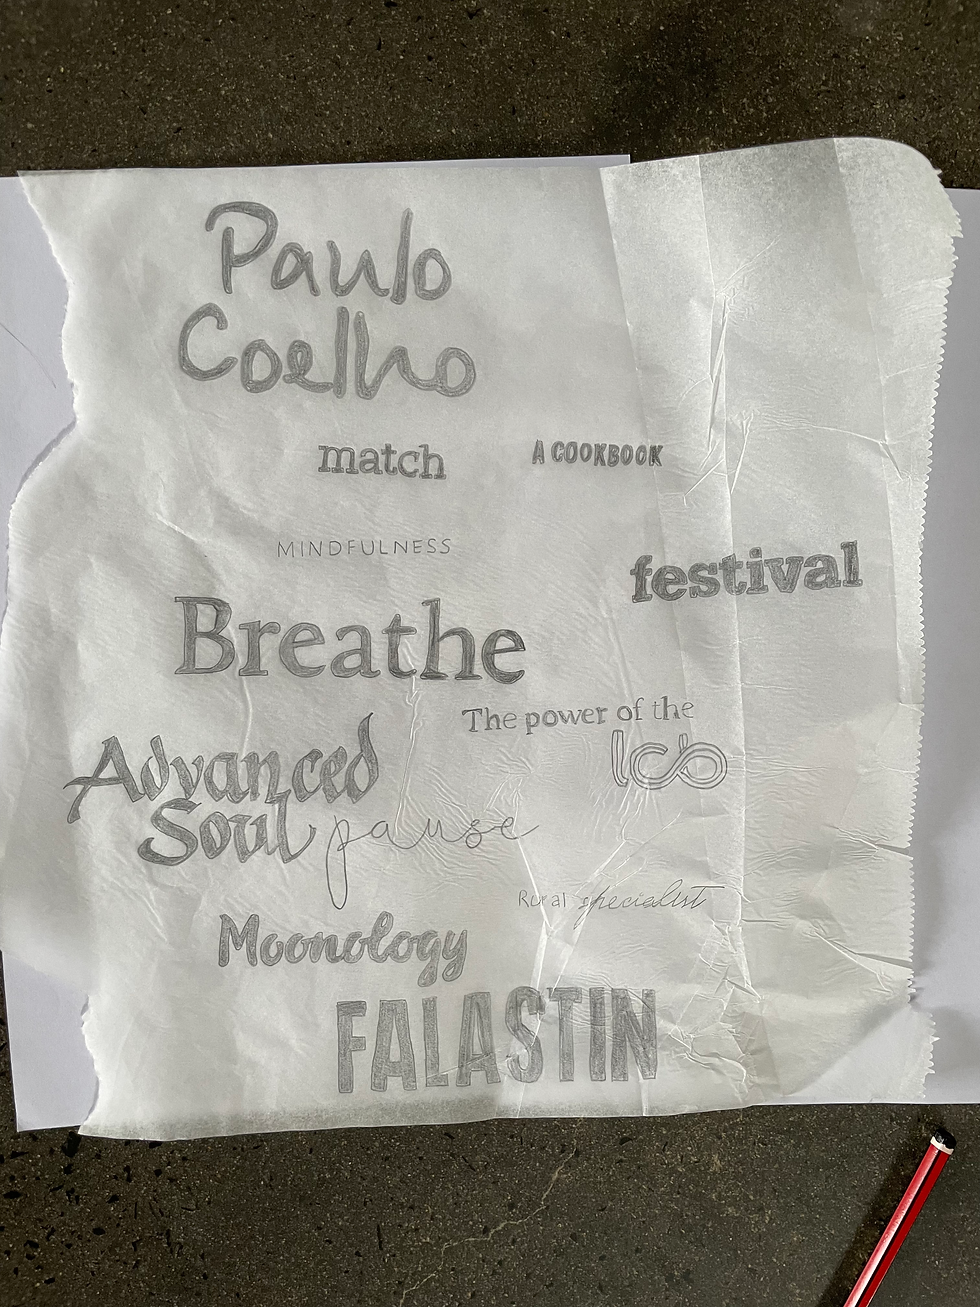 Paulo
Coelho
match
A COOKBOOK
MINDFULNESS
festival
Breathe
The power of the
Advanced
Soul
pause
Rural specialist
Moonology
FALASTIN